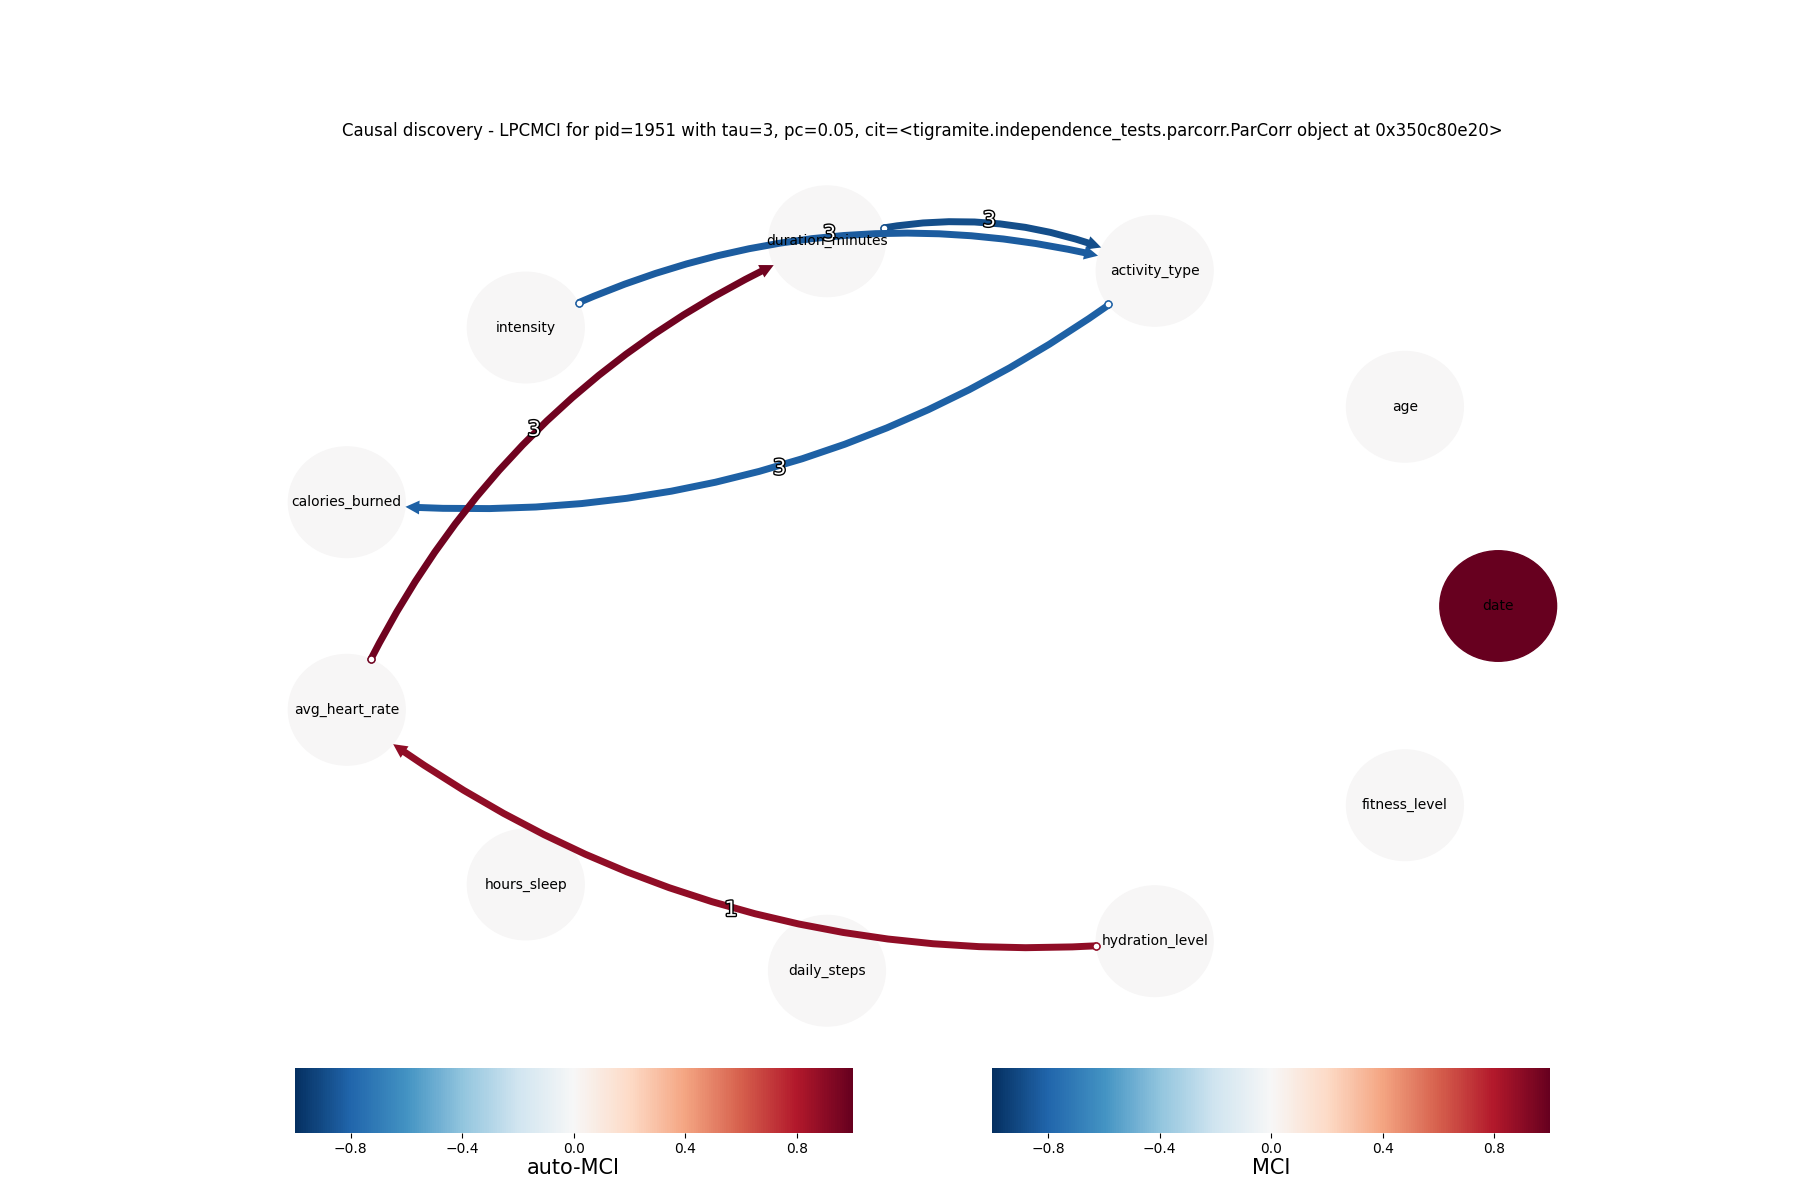 Causal discovery - LPCMCI for pid=1951 with tau=3, pc=0.05, cit=<tigramite.independence_tests.parcorr.ParCorr object at 0x350c80e20>
3
3
duration_minutes
activity_type
intensity
age
3
3
calories_burned
date
avg_heart_rate
fitness_level
hours_sleep
1
hydration_level
daily_steps
−0.8 −0.4 0.0 0.4 0.8
auto-MCI
−0.8 −0.4 0.0 0.4 0.8
MCI